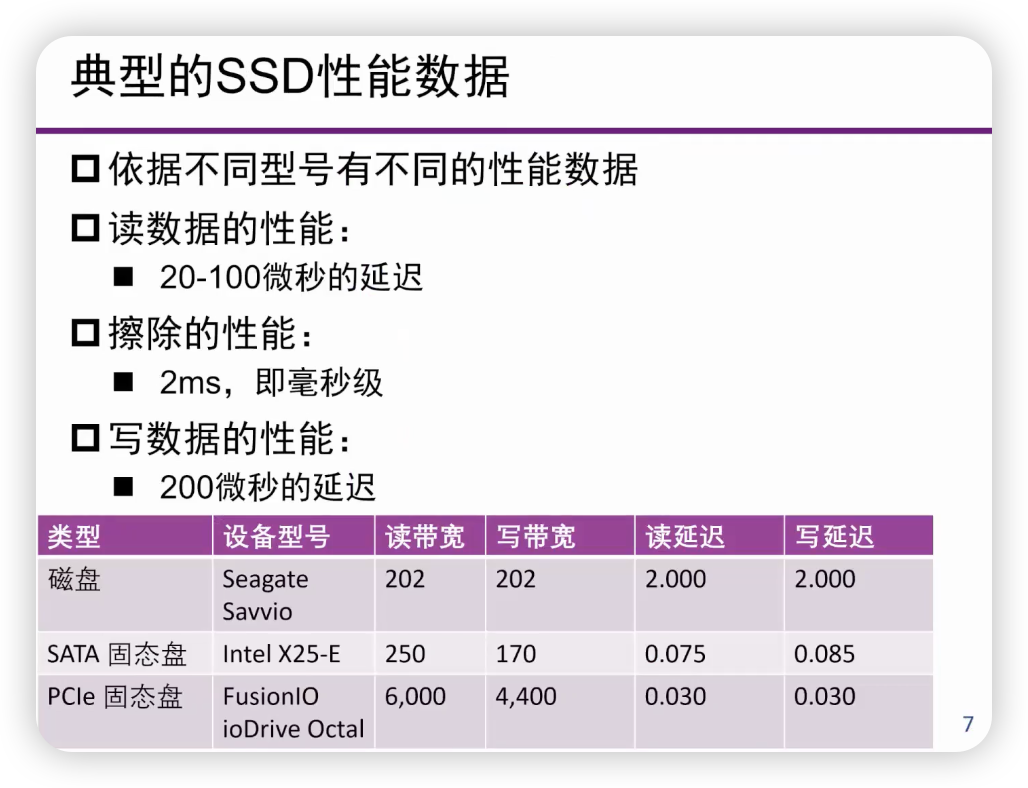 典型的SSD性能数据
依据不同型号有不同的性能数据
读数据的性能：
20-100微秒的延迟
擦除的性能：
2ms，即毫秒级
写数据的性能：
200微秒的延迟
类型 设备型号 读带宽 写带宽 读延迟 写延迟
磁盘 Seagate Savvio 202 202 2.000 2.000
SATA 固态盘 Intel X25-E 250 170 0.075 0.085
PCIe 固态盘 FusionIO ioDrive Octal 6,000 4,400 0.030 0.030
7